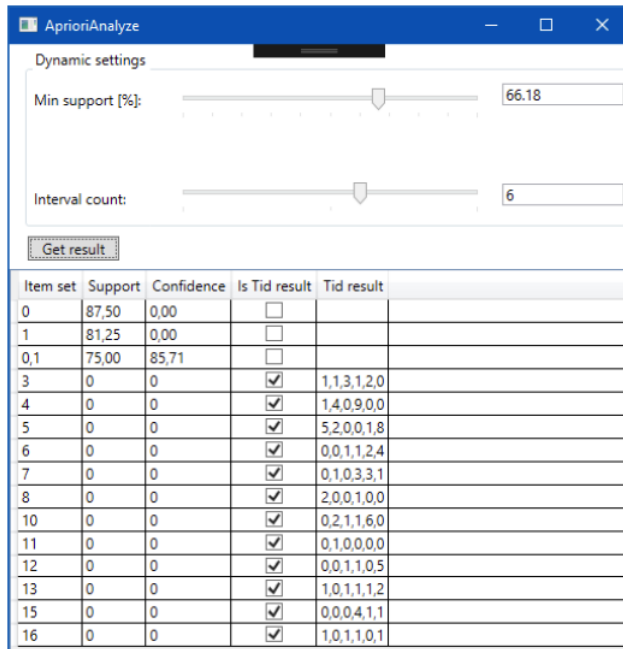 AprioriAnalyze
Dynamic settings
Min support [%]: 66.18
Interval count: 6
Get result
Item set Support Confidence Is Tid result Tid result
0 87,50 0,00
1 81,25 0,00
0,1 75,00 85,71
3 0 0 1,1,3,1,2,0
4 0 0 1,4,0,9,0,0
5 0 0 5,2,0,0,1,8
6 0 0 0,0,1,1,2,4
7 0 0 0,1,0,3,3,1
8 0 0 2,0,0,1,0,0
10 0 0 0,2,1,1,6,0
11 0 0 0,1,0,0,0,0
12 0 0 0,0,1,1,0,5
13 0 0 1,0,1,1,1,2
15 0 0 0,0,0,4,1,1
16 0 0 1,0,1,1,0,1